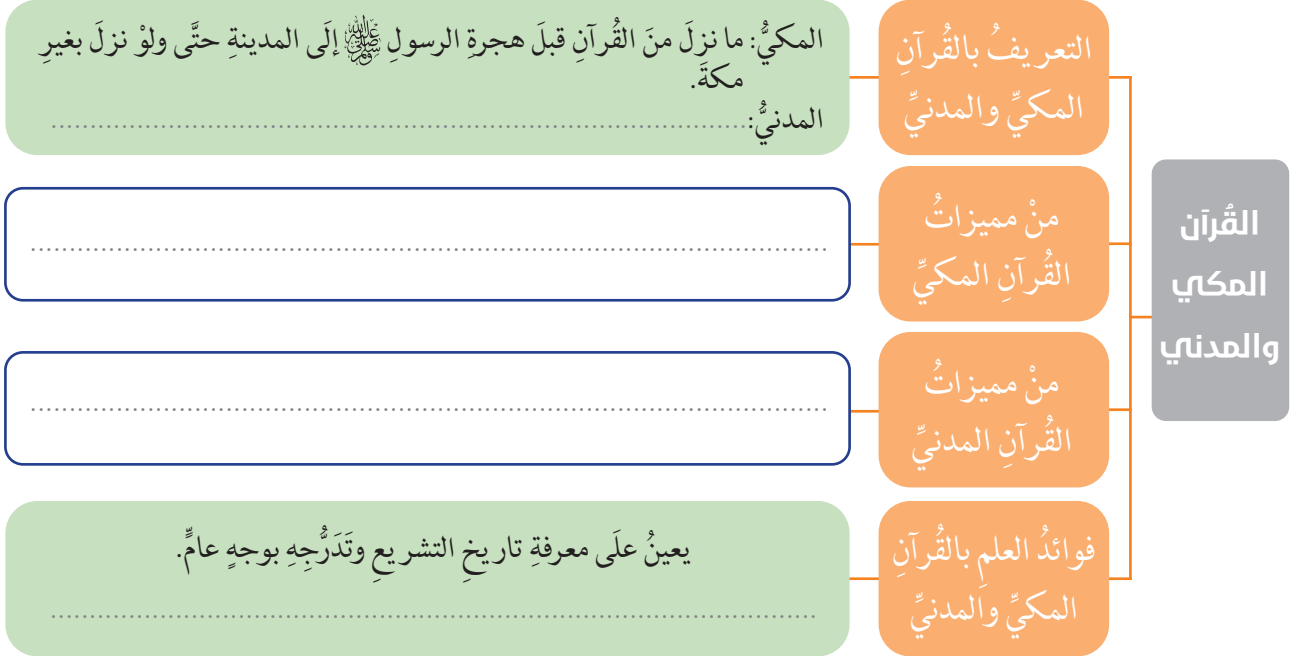 القُرآن
المكي
والمدني
التعريفُ بالقُرآنِ
المكيِّ والمدنيِّ
المكيُّ: ما نزلَ منَ القُرآنِ قبلَ هجرةِ الرسولِ ﷺ إلَى المدينةِ حتَّى ولوْ نزلَ بغيرِ
مكةَ.
المدنيُّ:..........................................................................................
منْ مميزاتُ
القُرآنِ المكيِّ
..........................................................................................
منْ مميزاتُ
القُرآنِ المدنيِّ
..........................................................................................
فوائدُ العلمِ بالقُرآنِ
المكيِّ والمدنيِّ
يعينُ علَى معرفةِ تاريخِ التشريعِ وتَدَرُّجِهِ بوجهٍ عامٍّ.
..........................................................................................